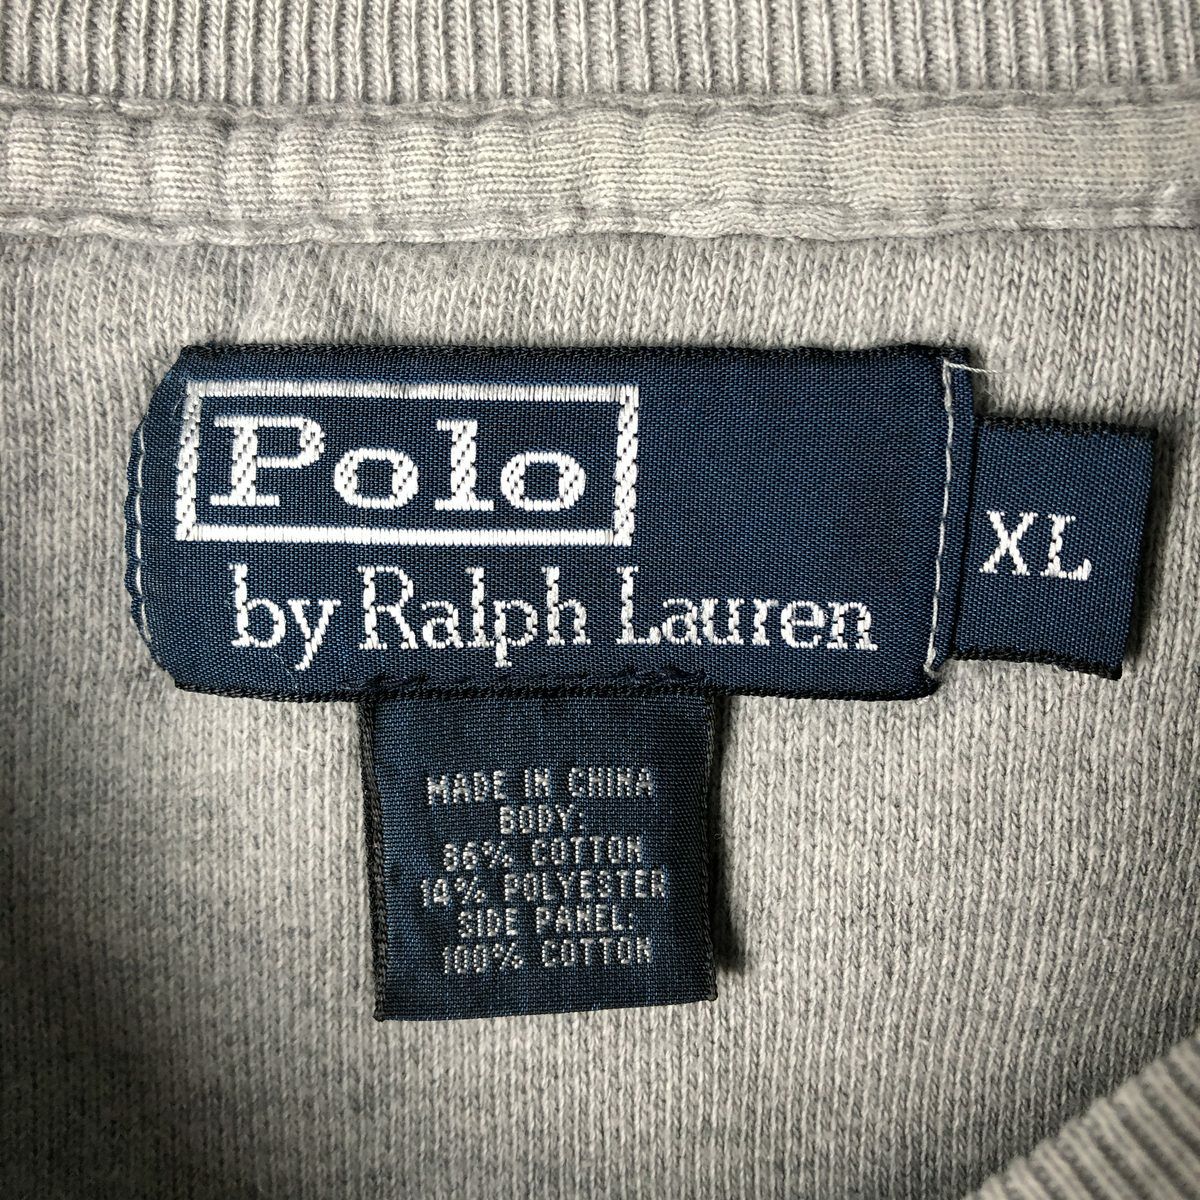 Polo
by Ralph Lauren
XL
MADE IN CHINA
BODY:
86% COTTON
14% POLYESTER
SIDE PANEL:
100% COTTON